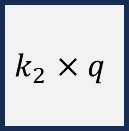 k₂ × q